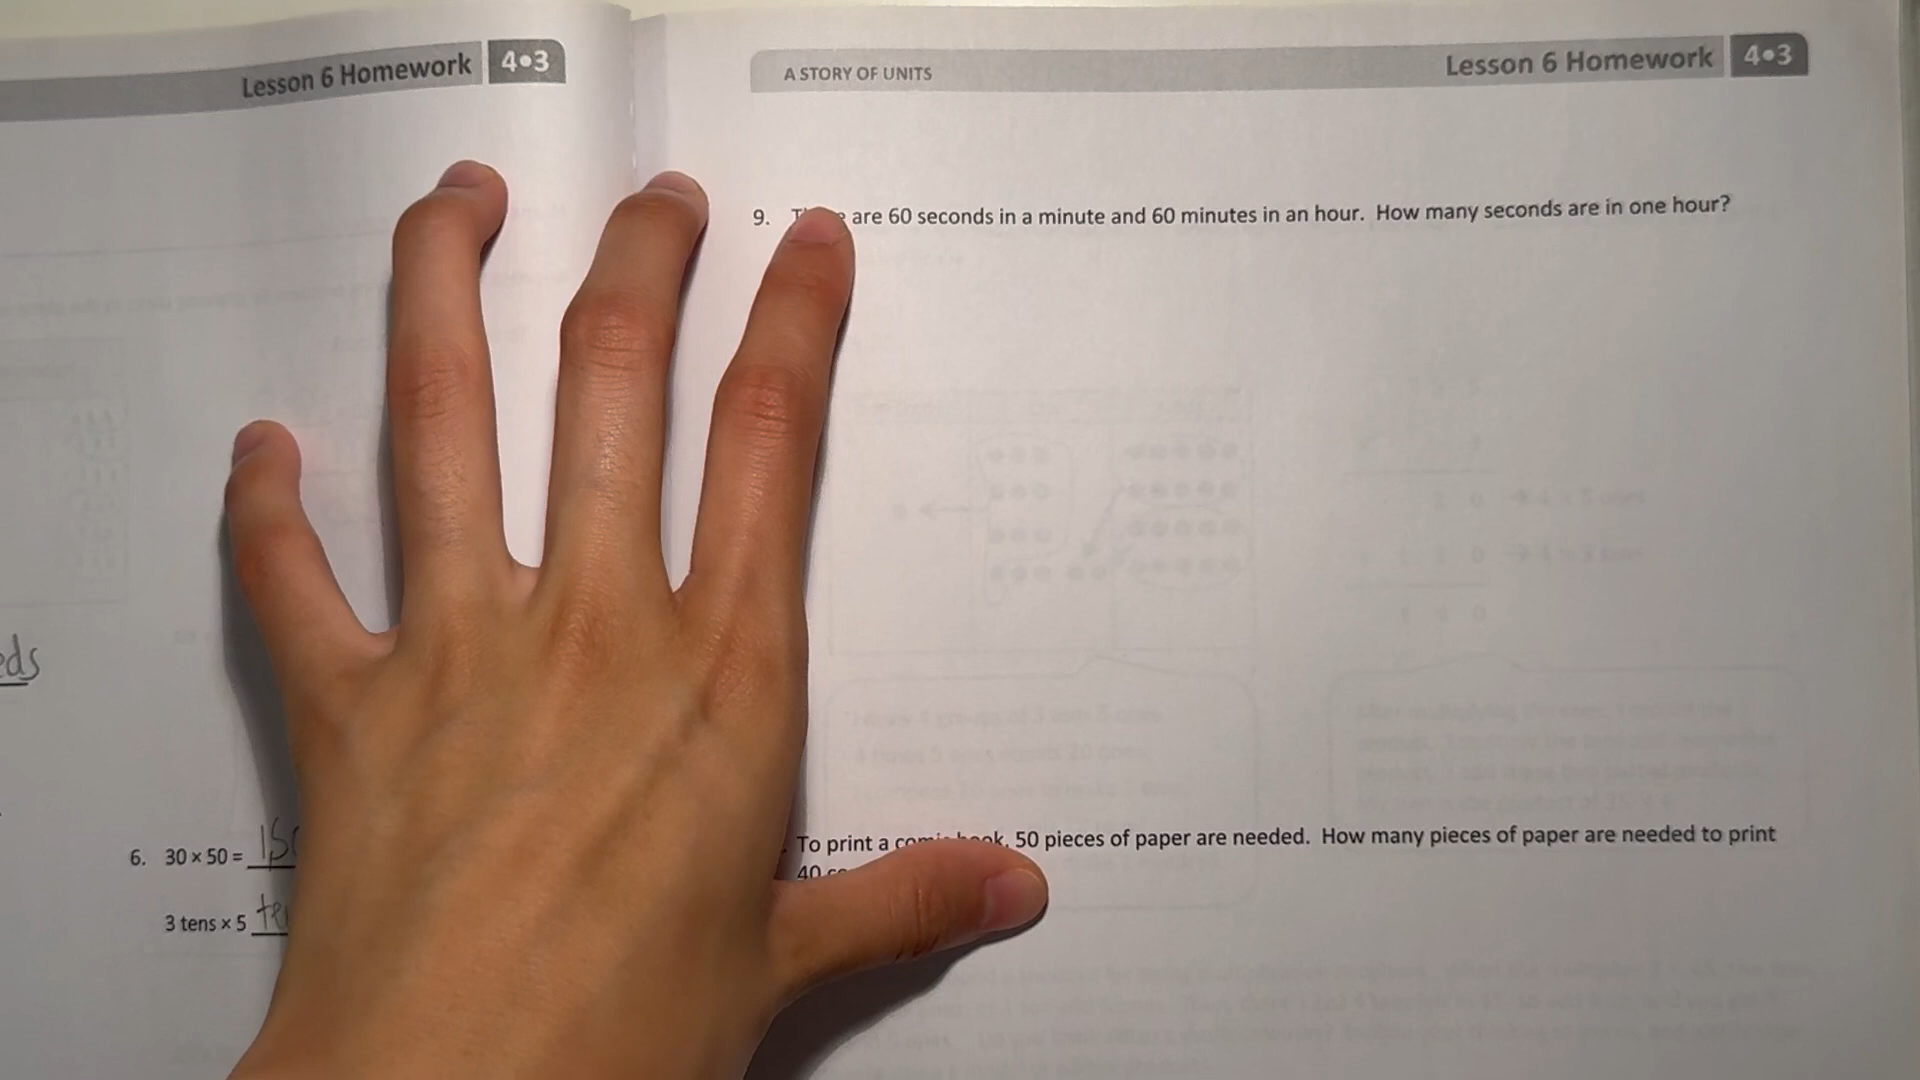 Lesson 6 Homework 4•3
eds
6. 30 × 50 =
3 tens × 5
A STORY OF UNITS Lesson 6 Homework 4•3
9. are 60 seconds in a minute and 60 minutes in an hour. How many seconds are in one hour?
To print a 50 pieces of paper are needed. How many pieces of paper are needed to print
40